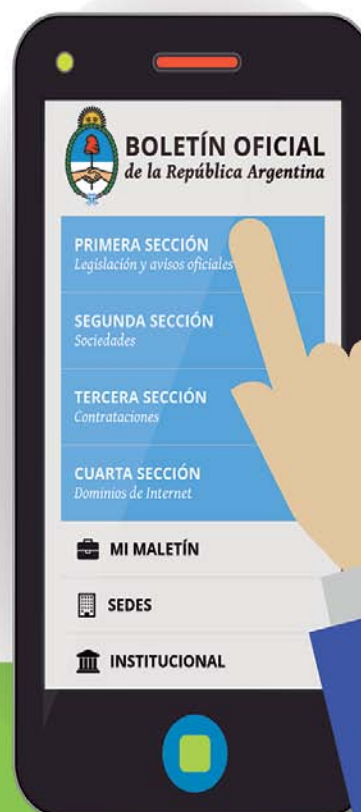 BOLETÍN OFICIAL
de la República Argentina
PRIMERA SECCIÓN
Legislación y avisos oficiales
SEGUNDA SECCIÓN
Sociedades
TERCERA SECCIÓN
Contrataciones
CUARTA SECCIÓN
Dominios de Internet
MI MALETÍN
SEDES
INSTITUCIONAL